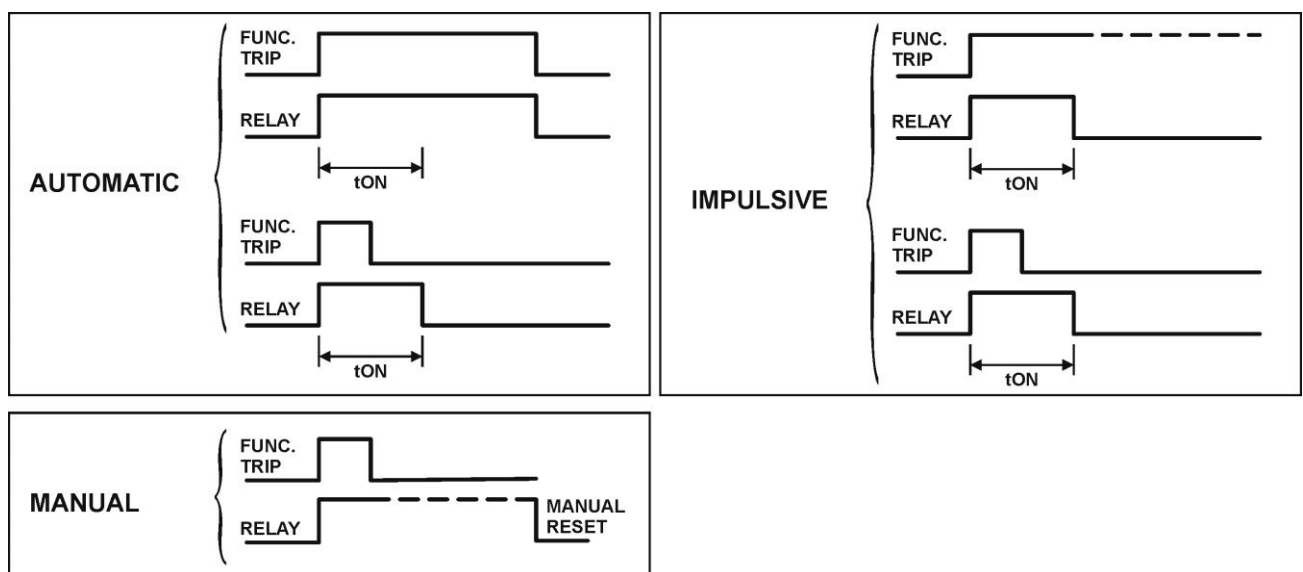 AUTOMATIC
FUNC.
TRIP
RELAY
tON
FUNC.
TRIP
RELAY
tON
IMPULSIVE
FUNC.
TRIP
RELAY
tON
FUNC.
TRIP
RELAY
tON
MANUAL
FUNC.
TRIP
RELAY
MANUAL
RESET